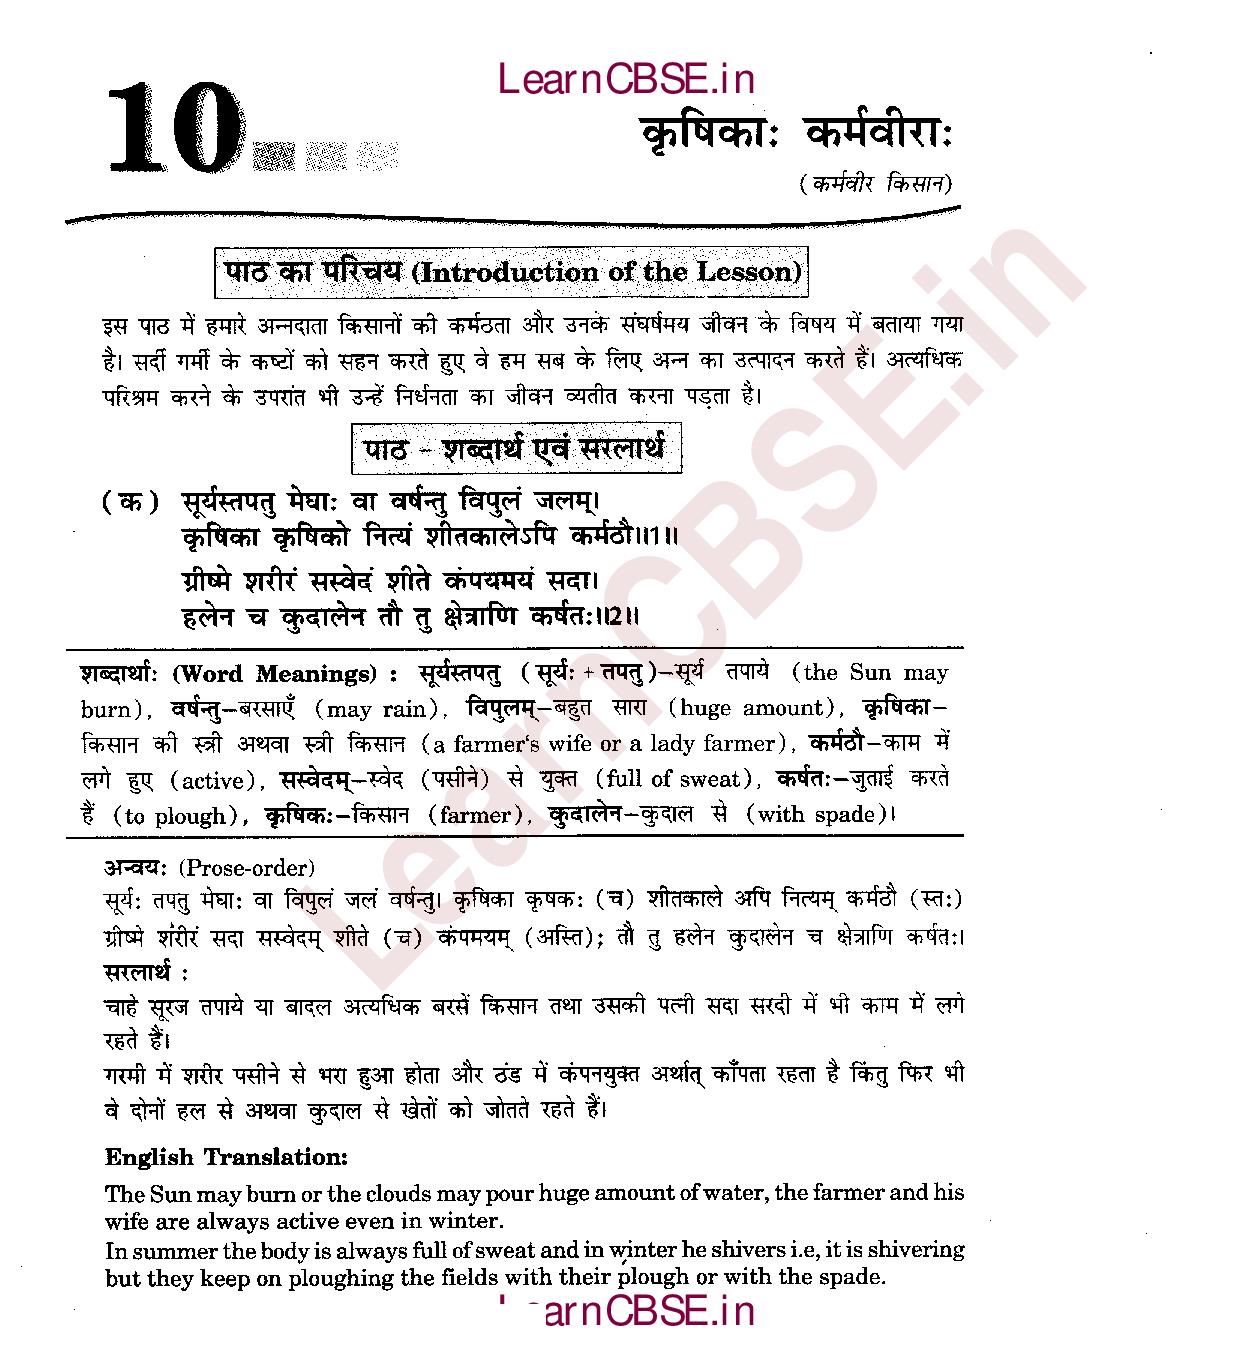 LearnCBSE.in
10
कृषिकाः कर्मवीराः
(कर्मवीर किसान)
पाठ का परिचय (Introduction of the Lesson)
इस पाठ में हमारे अन्नदाता किसानों की कर्मठता और उनके संघर्षमय जीवन के विषय में बताया गया
है। सर्दी गर्मी के कष्टों को सहन करते हुए वे हम सब के लिए अन्न का उत्पादन करते हैं। अत्यधिक
परिश्रम करने के उपरांत भी उन्हें निर्धनता का जीवन व्यतीत करना पड़ता है।
पाठ - शब्दार्थ एवं सरलार्थ
(क) सूर्यस्तपतु मेघाः वा वर्षन्तु विपुलं जलम्।
कृषिका कृषिको नित्यं शीतकालेऽपि कर्मठौ॥1॥
ग्रीष्मे शरीरं सस्वेदं शीते कंपयमयं सदा।
हलेन च कुदालेन तौ तु क्षेत्राणि कर्षतः॥2॥
शब्दार्थाः (Word Meanings) : सूर्यस्तपतु (सूर्यः + तपतु)–सूर्य तपाये (the Sun may
burn), वर्षन्तु–बरसाएँ (may rain), विपुलम्–बहुत सारा (huge amount), कृषिका–
किसान की स्त्री अथवा स्त्री किसान (a farmer's wife or a lady farmer), कर्मठौ–काम में
लगे हुए (active), सस्वेदम्–स्वेद (पसीने) से युक्त (full of sweat), कर्षतः–जुताई करते
हैं (to plough), कृषिकः–किसान (farmer), कुदालेन–कुदाल से (with spade)।
अन्वयः (Prose-order)
सूर्यः तपतु मेघाः वा विपुलं जलं वर्षन्तु। कृषिका कृषकः (च) शीतकाले अपि नित्यम् कर्मठौ (स्तः)
ग्रीष्मे शंरीरं सदा सस्वेदम् शीते (च) कंपमयम् (अस्ति); तौ तु हलेन कुदालेन च क्षेत्राणि कर्षतः।
सरलार्थ :
चाहे सूरज तपाये या बादल अत्यधिक बरसें किसान तथा उसकी पत्नी सदा सरदी में भी काम में लगे
रहते हैं।
गरमी में शरीर पसीने से भरा हुआ होता और ठंड में कंपनयुक्त अर्थात् काँपता रहता है किंतु फिर भी
वे दोनों हल से अथवा कुदाल से खेतों को जोतते रहते हैं।
English Translation:
The Sun may burn or the clouds may pour huge amount of water, the farmer and his
wife are always active even in winter.
In summer the body is always full of sweat and in winter he shivers i.e, it is shivering
but they keep on ploughing the fields with their plough or with the spade.
LearnCBSE.in
LearnCBSE.in